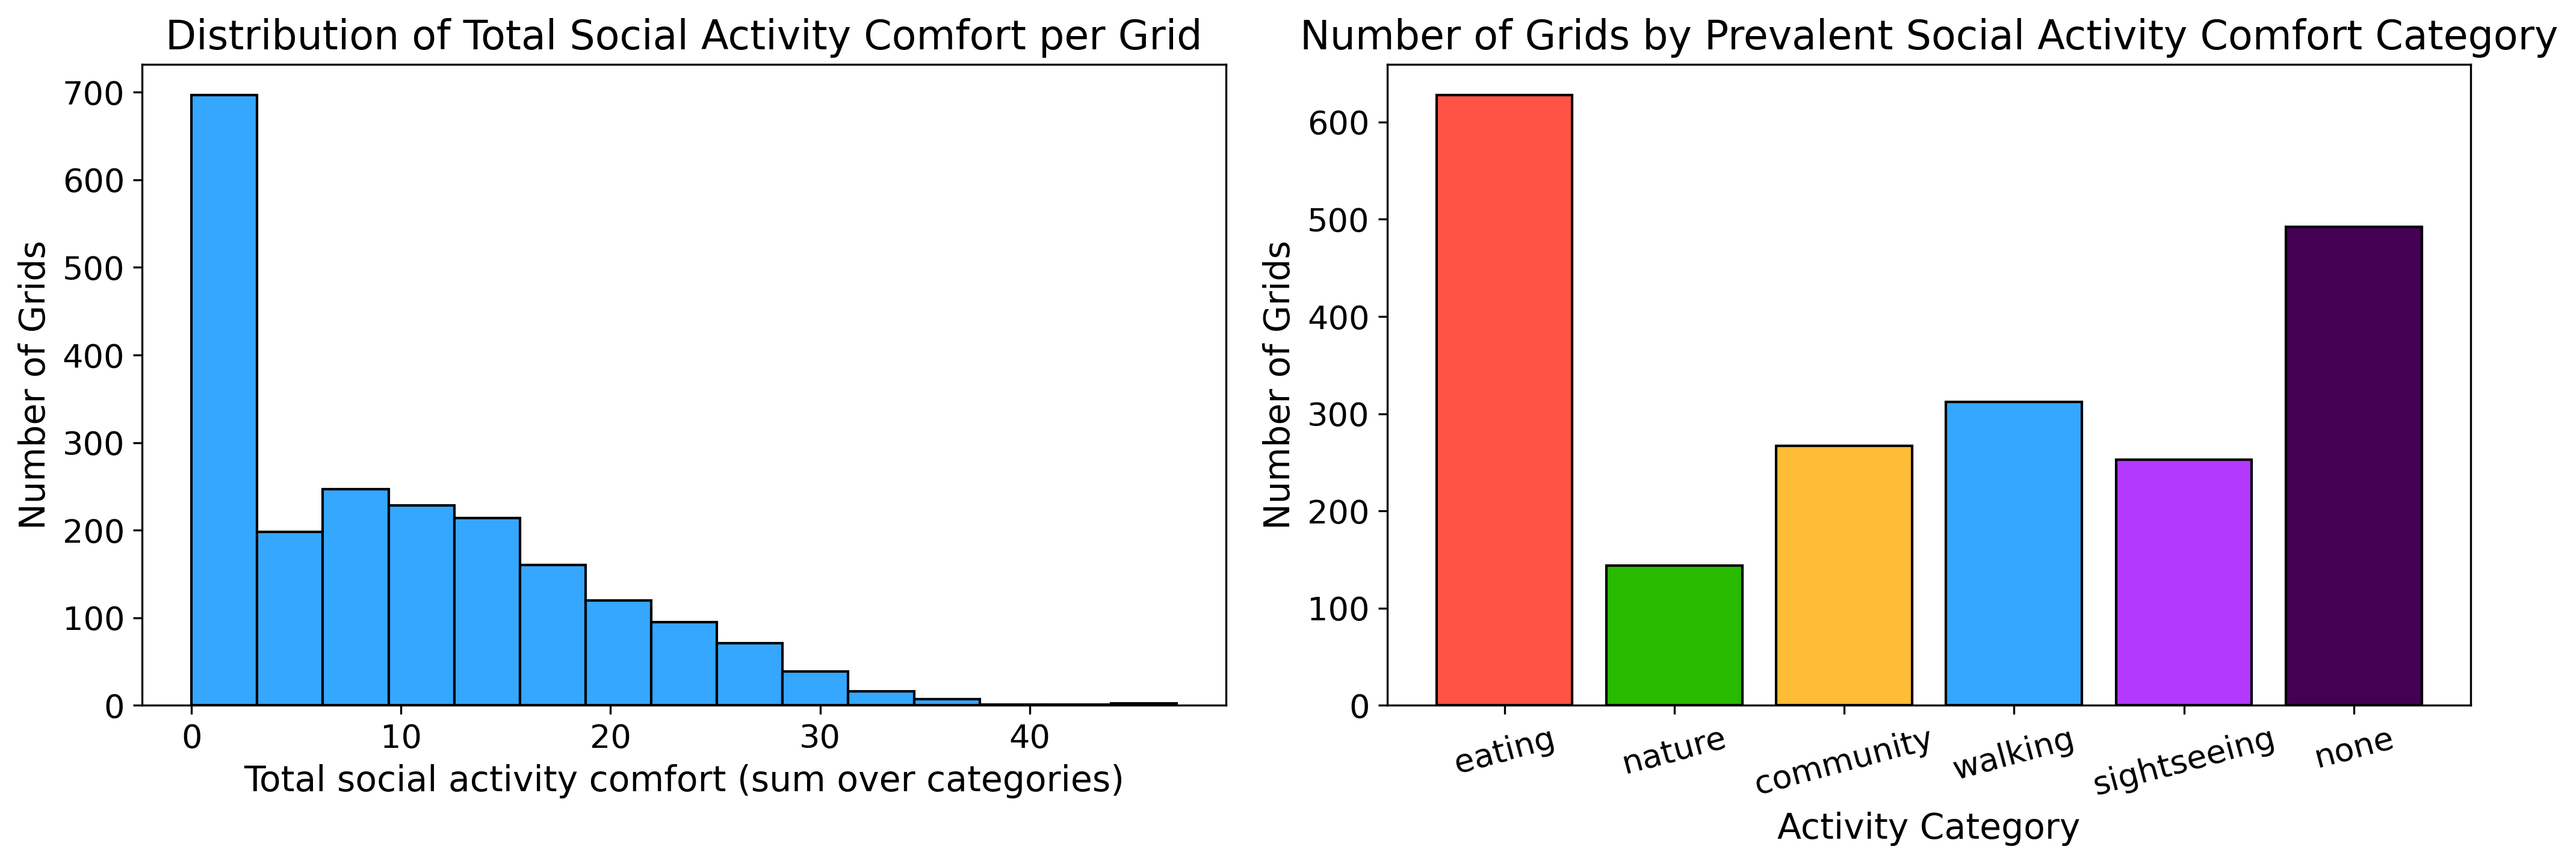 Distribution of Total Social Activity Comfort per Grid
Number of Grids
700
600
500
400
300
200
100
0
0 10 20 30 40
Total social activity comfort (sum over categories)
Number of Grids by Prevalent Social Activity Comfort Category
Number of Grids
600
500
400
300
200
100
0
eating nature community walking sightseeing none
Activity Category